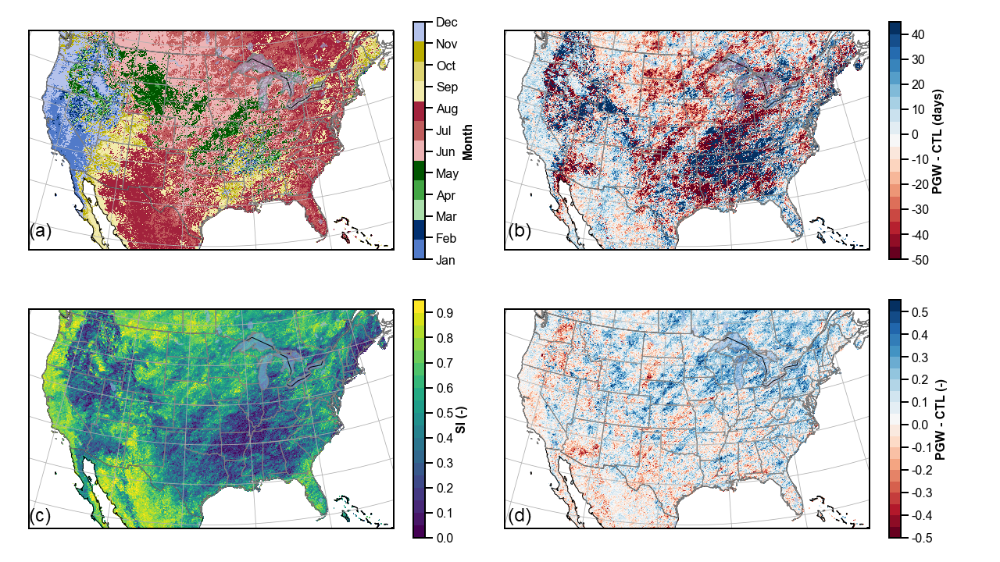 Dec
Nov
Oct
Sep
Aug
Jul
Jun
May
Apr
Mar
Feb
Jan
Month
(a)
40
30
20
10
0
-10
-20
-30
-40
-50
PGW - CTL (days)
(b)
0.9
0.8
0.7
0.6
0.5
0.4
0.3
0.2
0.1
0.0
SI (-)
(c)
0.5
0.4
0.3
0.2
0.1
0.0
-0.1
-0.2
-0.3
-0.4
-0.5
PGW - CTL (-)
(d)